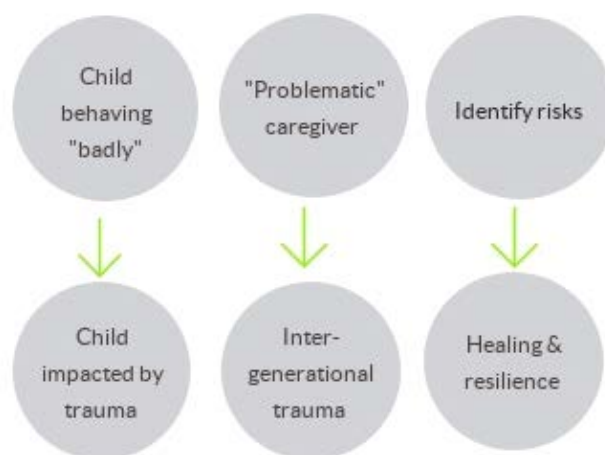 Child
behaving
"badly"
"Problematic"
caregiver
Identify risks
Child
impacted by
trauma
Inter-
generational
trauma
Healing &
resilience